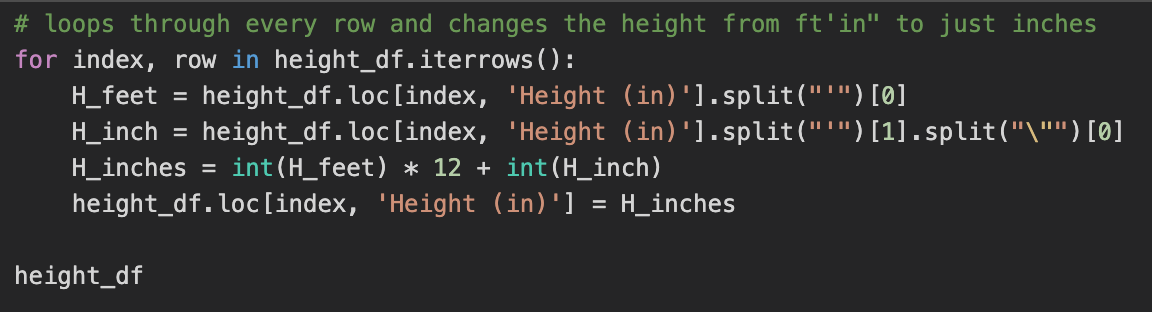 # loops through every row and changes the height from ft'in" to just inches
for index, row in height_df.iterrows():
    H_feet = height_df.loc[index, 'Height (in)'].split("'")[0]
    H_inch = height_df.loc[index, 'Height (in)'].split("'")[1].split("\"")[0]
    H_inches = int(H_feet) * 12 + int(H_inch)
    height_df.loc[index, 'Height (in)'] = H_inches

height_df